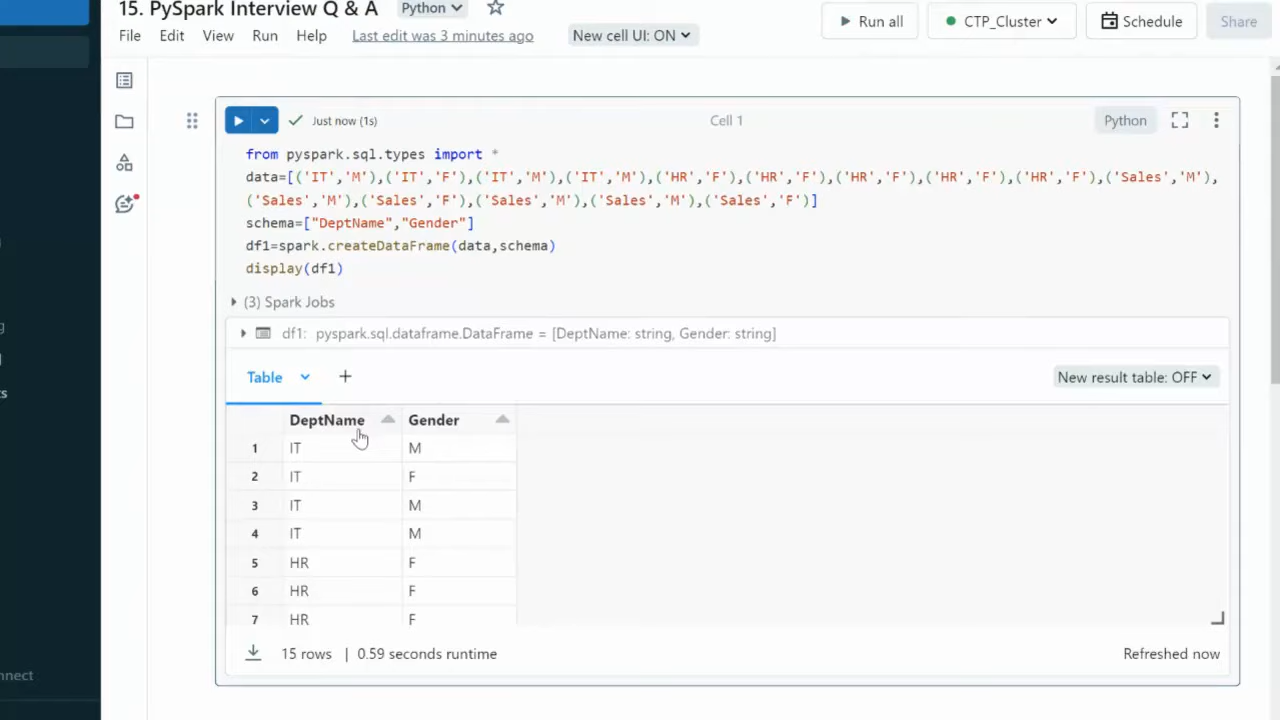 15. PySpark Interview Q & A Python
Run all CTP_Cluster Schedule Share
File Edit View Run Help Last edit was 3 minutes ago New cell UI: ON
Just now (1s) Cell 1 Python
from pyspark.sql.types import *
data=[('IT','M'),('IT','F'),('IT','M'),('IT','M'),('HR','F'),('HR','F'),('HR','F'),('HR','F'),('HR','F'),('Sales','M'),
('Sales','M'),('Sales','F'),('Sales','M'),('Sales','M'),('Sales','F')]
schema=["DeptName","Gender"]
df1=spark.createDataFrame(data,schema)
display(df1)
(3) Spark Jobs
df1: pyspark.sql.dataframe.DataFrame = [DeptName: string, Gender: string]
Table + New result table: OFF
DeptName Gender
1 IT M
2 IT F
3 IT M
4 IT M
5 HR F
6 HR F
7 HR F
15 rows | 0.59 seconds runtime Refreshed now
nnect